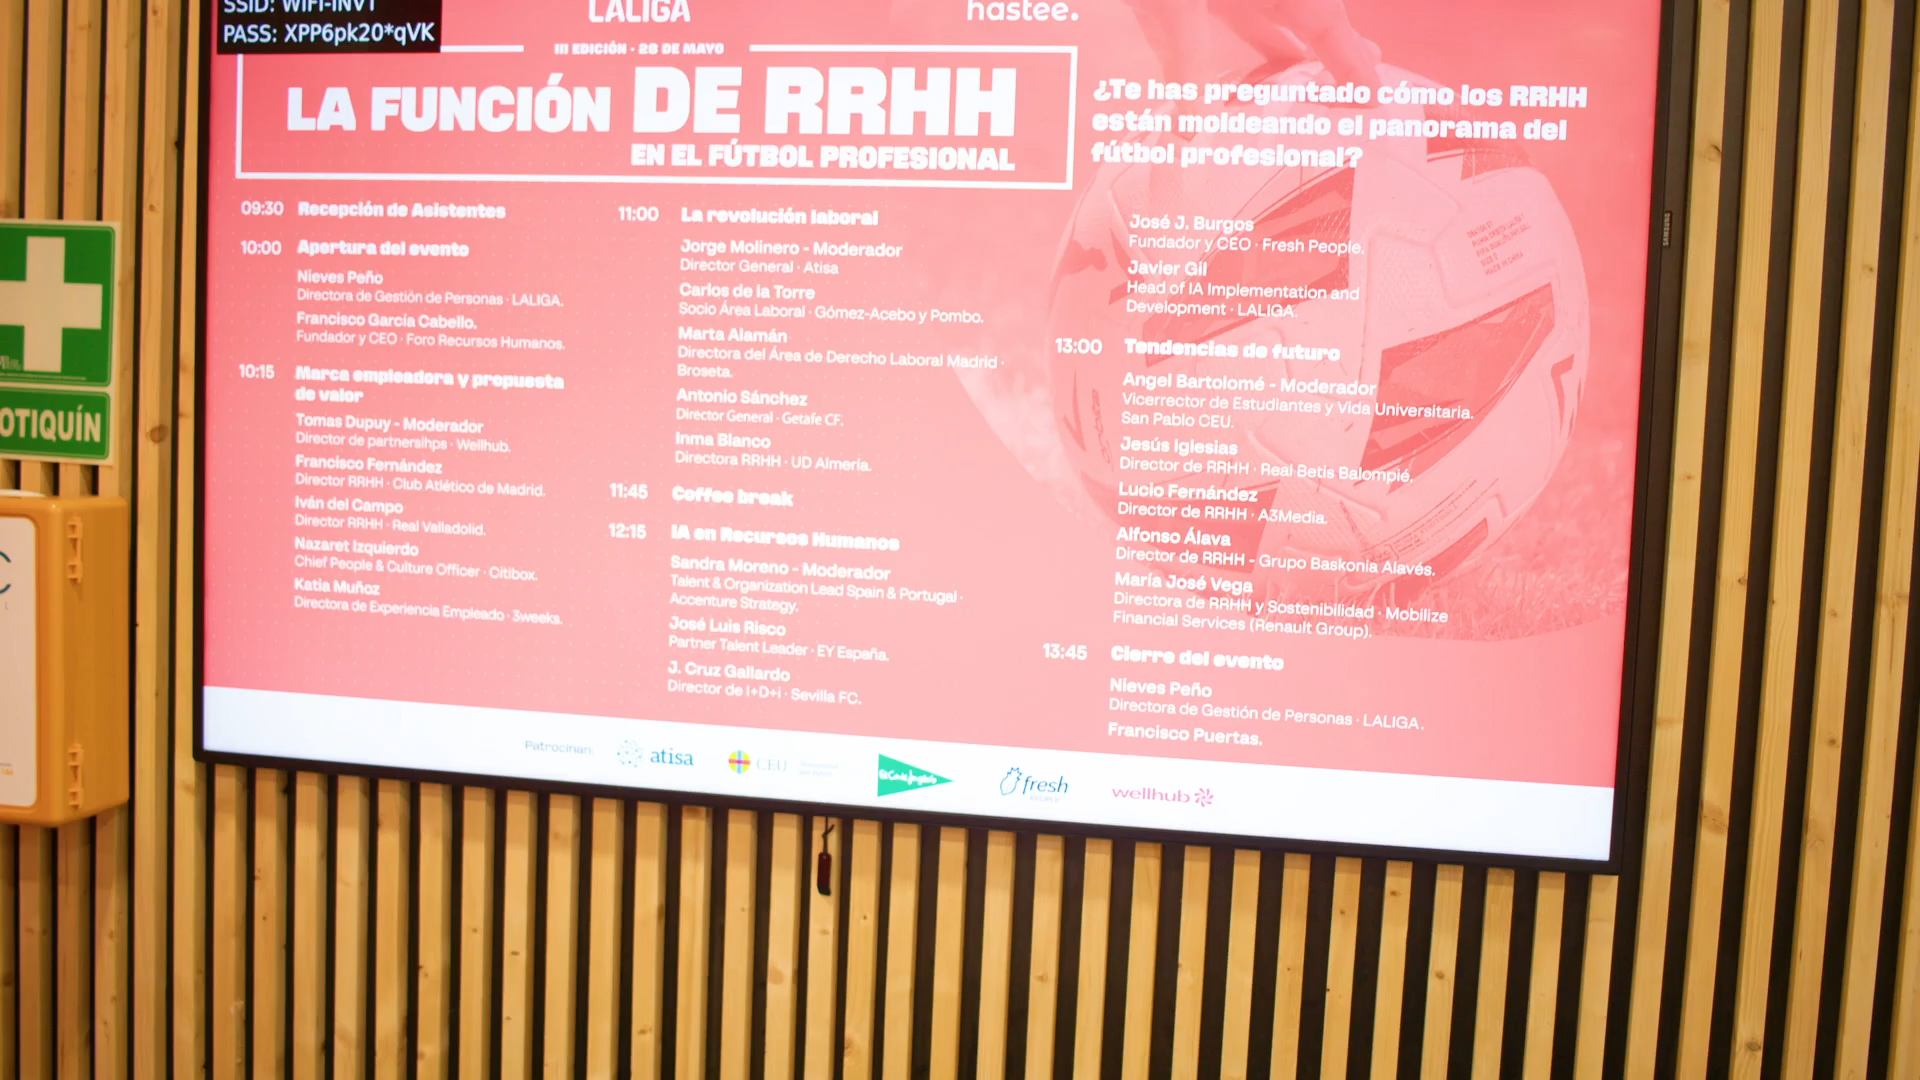 SSID: WIFI-INVT
PASS: XPP6pk20*qVK
LALIGA
hastee.
III EDICIÓN · 28 DE MAYO
LA FUNCIÓN DE RRHH
EN EL FÚTBOL PROFESIONAL
¿Te has preguntado cómo los RRHH
están moldeando el panorama del
fútbol profesional?
09:30 Recepción de Asistentes
10:00 Apertura del evento
Nieves Peño
Directora de Gestión de Personas · LALIGA.
Francisco García Cabello.
Fundador y CEO · Foro Recursos Humanos.
10:15 Marca empleadora y propuesta
de valor
Tomas Dupuy - Moderador
Director de partnersihps · Wellhub.
Francisco Fernández
Director RRHH · Club Atlético de Madrid.
Iván del Campo
Director RRHH · Real Valladolid.
Nazaret Izquierdo
Chief People & Culture Officer · Citibox.
Katia Muñoz
Directora de Experiencia Empleado · 3weeks.
11:00 La revolución laboral
Jorge Molinero - Moderador
Director General · Atisa
Carlos de la Torre
Socio Área Laboral · Gómez-Acebo y Pombo.
Marta Alamán
Directora del Área de Derecho Laboral Madrid ·
Broseta.
Antonio Sánchez
Director General · Getafe CF.
Inma Blanco
Directora RRHH · UD Almería.
11:45 Coffee break
12:15 IA en Recursos Humanos
Sandra Moreno - Moderador
Talent & Organization Lead Spain & Portugal ·
Accenture Strategy.
José Luis Risco
Partner Talent Leader · EY España.
J. Cruz Gallardo
Director de I+D+i · Sevilla FC.
José J. Burgos
Fundador y CEO · Fresh People.
Javier Gil
Head of IA Implementation and
Development · LALIGA.
13:00 Tendencias de futuro
Angel Bartolomé - Moderador
Vicerrector de Estudiantes y Vida Universitaria.
San Pablo CEU.
Jesús Iglesias
Director de RRHH · Real Betis Balompié.
Lucio Fernández
Director de RRHH · A3Media.
Alfonso Álava
Director de RRHH - Grupo Baskonia Alavés.
María José Vega
Directora de RRHH y Sostenibilidad · Mobilize
Financial Services (Renault Group).
13:45 Cierre del evento
Nieves Peño
Directora de Gestión de Personas · LALIGA.
Francisco Puertas.
Patrocinan:
atisa
CEU
El Corte Inglés
fresh
wellhub
SAMSUNG
OTIQUÍN